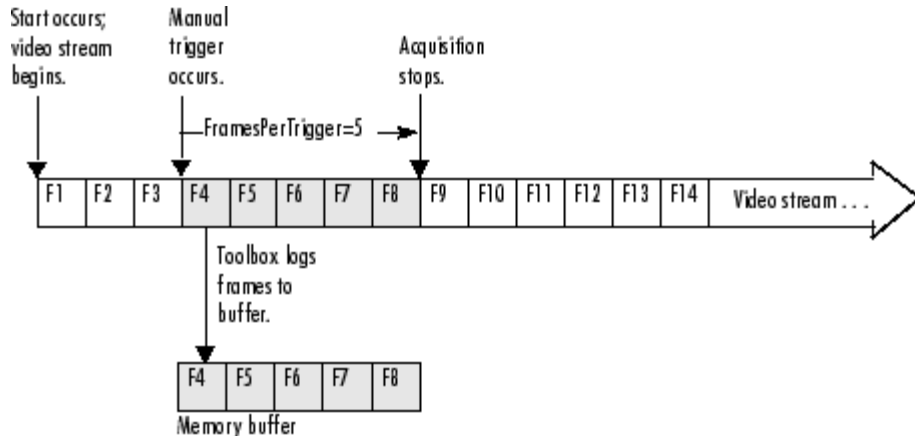 Start occurs;
video stream
begins.
Manual
trigger
occurs.
Acquisition
stops.
FramesPerTrigger=5
F1 F2 F3 F4 F5 F6 F7 F8 F9 F10 F11 F12 F13 F14 Video stream . . .
Toolbox logs
frames to
buffer.
F4 F5 F6 F7 F8
Memory buffer